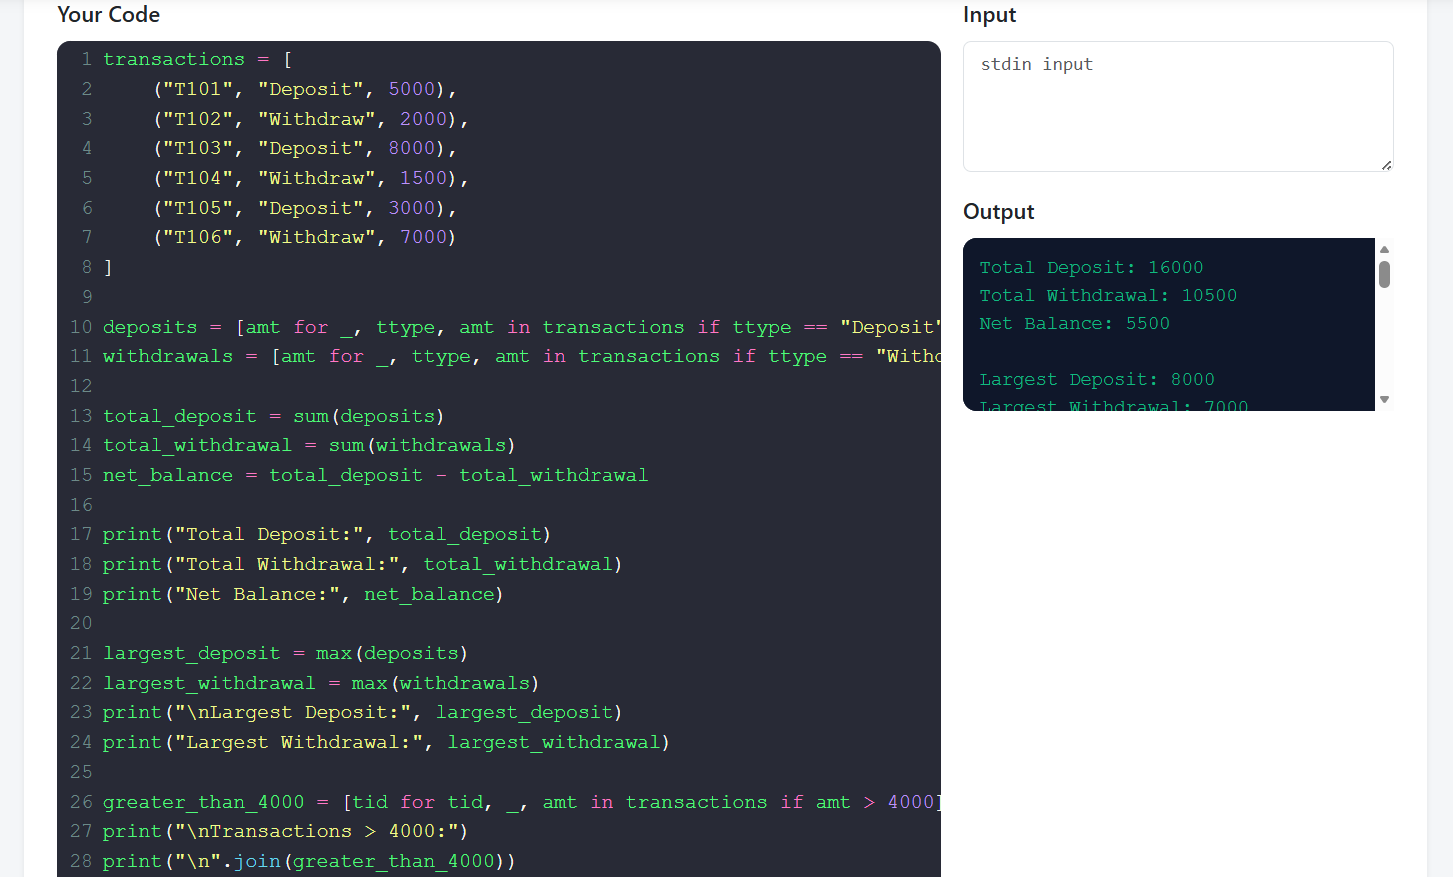 Your Code
1 transactions = [
2     ("T101", "Deposit", 5000),
3     ("T102", "Withdraw", 2000),
4     ("T103", "Deposit", 8000),
5     ("T104", "Withdraw", 1500),
6     ("T105", "Deposit", 3000),
7     ("T106", "Withdraw", 7000)
8 ]
9
10 deposits = [amt for _, ttype, amt in transactions if ttype == "Deposit"
11 withdrawals = [amt for _, ttype, amt in transactions if ttype == "Withd
12
13 total_deposit = sum(deposits)
14 total_withdrawal = sum(withdrawals)
15 net_balance = total_deposit - total_withdrawal
16
17 print("Total Deposit:", total_deposit)
18 print("Total Withdrawal:", total_withdrawal)
19 print("Net Balance:", net_balance)
20
21 largest_deposit = max(deposits)
22 largest_withdrawal = max(withdrawals)
23 print("\nLargest Deposit:", largest_deposit)
24 print("Largest Withdrawal:", largest_withdrawal)
25
26 greater_than_4000 = [tid for tid, _, amt in transactions if amt > 4000]
27 print("\nTransactions > 4000:")
28 print("\n".join(greater_than_4000))
Input
stdin input
Output
Total Deposit: 16000
Total Withdrawal: 10500
Net Balance: 5500
Largest Deposit: 8000
Largest Withdrawal: 7000